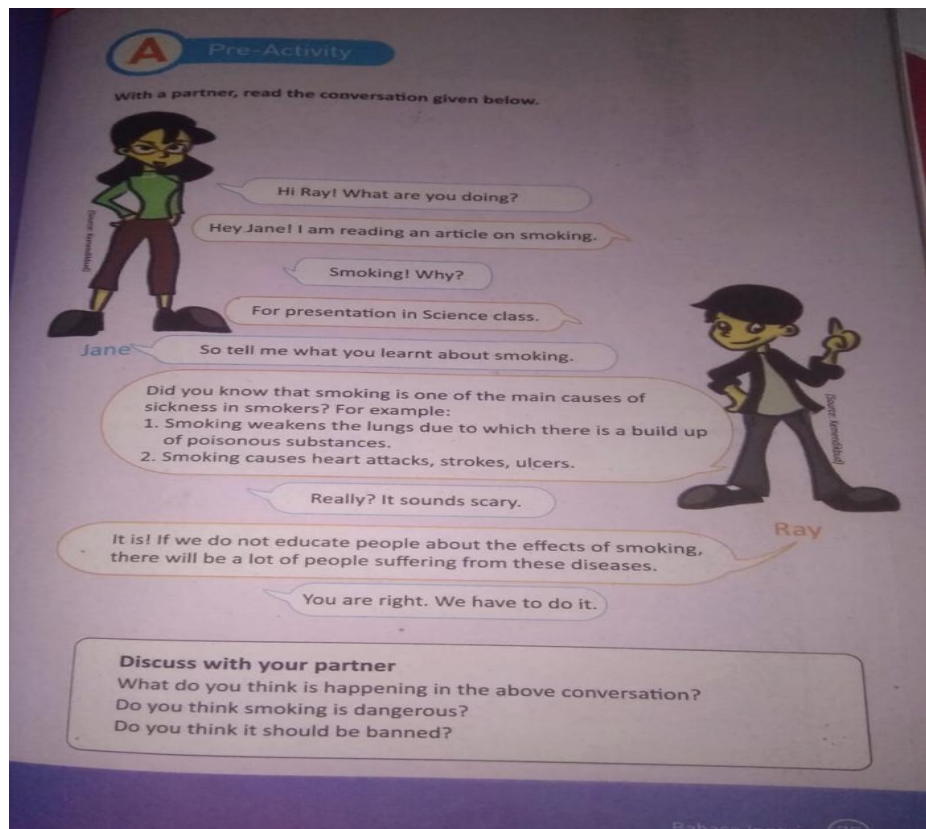 A
Pre-Activity
With a partner, read the conversation given below.
Hi Ray! What are you doing?
Hey Jane! I am reading an article on smoking.
(Source: Kemendikbud)
Smoking! Why?
For presentation in Science class.
Jane
So tell me what you learnt about smoking.
Did you know that smoking is one of the main causes of
sickness in smokers? For example:
1. Smoking weakens the lungs due to which there is a build up
of poisonous substances.
2. Smoking causes heart attacks, strokes, ulcers.
(Source: Kemendikbud)
Really? It sounds scary.
Ray
It is! If we do not educate people about the effects of smoking,
there will be a lot of people suffering from these diseases.
You are right. We have to do it.
Discuss with your partner
What do you think is happening in the above conversation?
Do you think smoking is dangerous?
Do you think it should be banned?